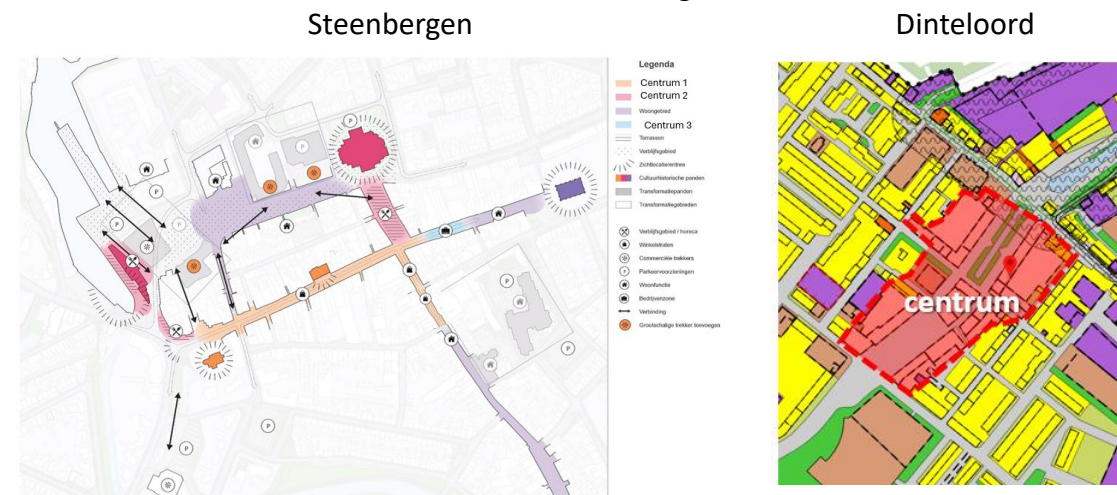 Steenbergen
Dinteloord
Legenda
Centrum 1
Centrum 2
Woongebied
Centrum 3
Terrassen
Verblijfsgebied
Zichtlocatie/entree
Cultuurhistorische panden
Transformatiepanden
Transformatiegebieden
Verblijfsgebied / horeca
Winkelstraten
Commerciële trekkers
P Parkeervoorzieningen
Woonfunctie
Bedrijvenzone
Verbinding
Grootschalige trekker toevoegen
P
P
P
P
P
P
P
P
P
centrum